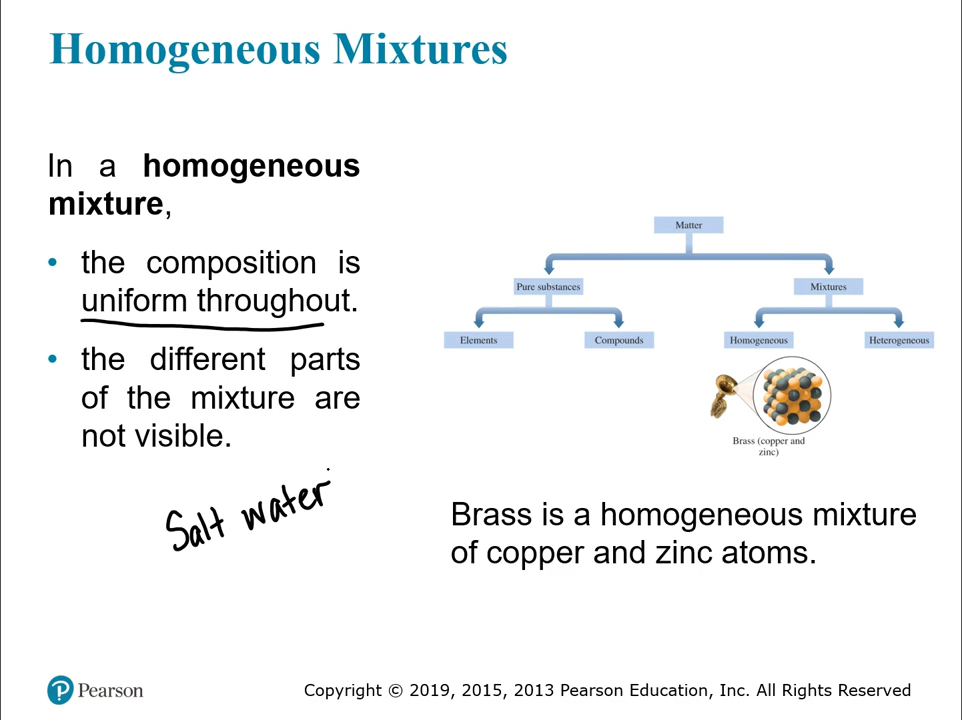 Homogeneous Mixtures
In a homogeneous
mixture,
• the composition is
uniform throughout.
• the different parts
of the mixture are
not visible.
Salt water
Matter
Pure substances
Mixtures
Elements
Compounds
Homogeneous
Heterogeneous
Brass (copper and
zinc)
Brass is a homogeneous mixture
of copper and zinc atoms.
Pearson
Copyright © 2019, 2015, 2013 Pearson Education, Inc. All Rights Reserved